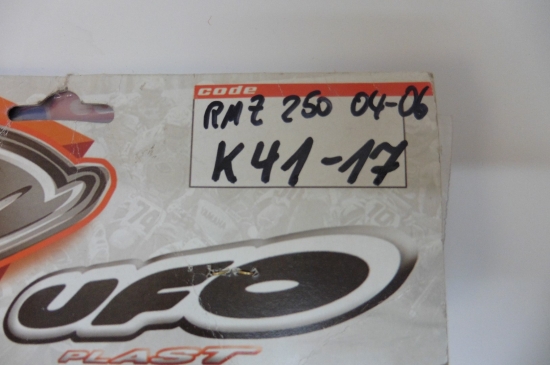 code
RMZ 250 04-06
K41-17
UFO
PLAST